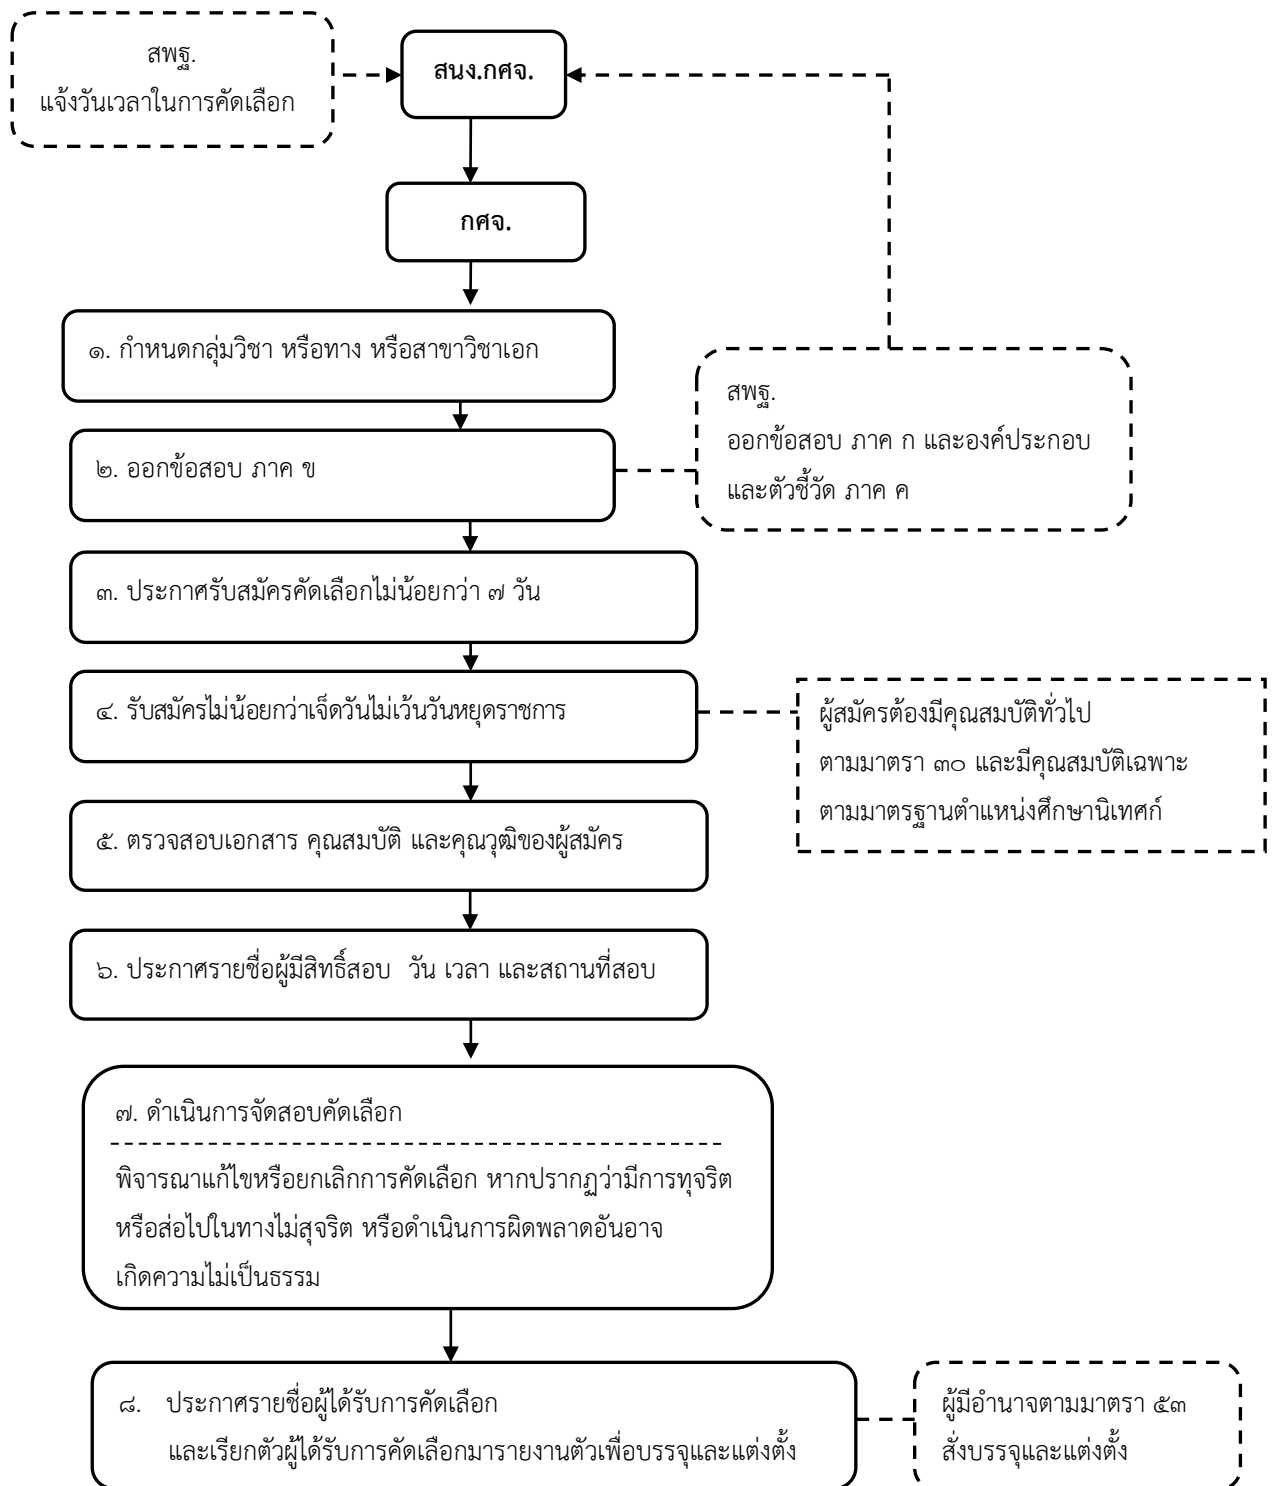 สพฐ.
แจ้งวันเวลาในการคัดเลือก
สนง.กศจ.
กศจ.
๑. กำหนดกลุ่มวิชา หรือทาง หรือสาขาวิชาเอก
๒. ออกข้อสอบ ภาค ข
สพฐ.
ออกข้อสอบ ภาค ก และองค์ประกอบ
และตัวชี้วัด ภาค ค
๓. ประกาศรับสมัครคัดเลือกไม่น้อยกว่า ๗ วัน
๔. รับสมัครไม่น้อยกว่าเจ็ดวันไม่เว้นวันหยุดราชการ
ผู้สมัครต้องมีคุณสมบัติทั่วไป
ตามมาตรา ๓๐ และมีคุณสมบัติเฉพาะ
ตามมาตรฐานตำแหน่งศึกษานิเทศก์
๕. ตรวจสอบเอกสาร คุณสมบัติ และคุณวุฒิของผู้สมัคร
๖. ประกาศรายชื่อผู้มีสิทธิ์สอบ วัน เวลา และสถานที่สอบ
๗. ดำเนินการจัดสอบคัดเลือก
พิจารณาแก้ไขหรือยกเลิกการคัดเลือก หากปรากฏว่ามีการทุจริต
หรือส่อไปในทางไม่สุจริต หรือดำเนินการผิดพลาดอันอาจ
เกิดความไม่เป็นธรรม
๘. ประกาศรายชื่อผู้ได้รับการคัดเลือก
และเรียกตัวผู้ได้รับการคัดเลือกมารายงานตัวเพื่อบรรจุและแต่งตั้ง
ผู้มีอำนาจตามมาตรา ๕๓
สั่งบรรจุและแต่งตั้ง